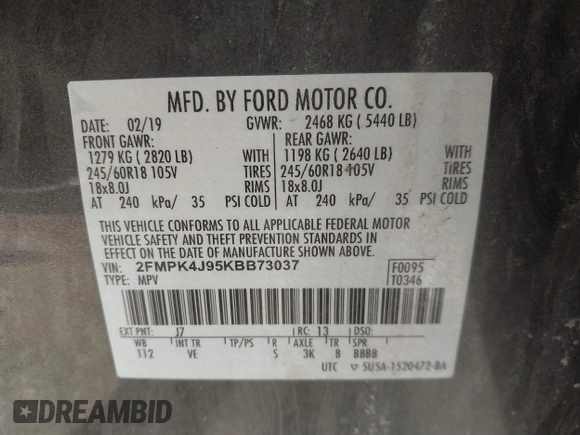 MFD. BY FORD MOTOR CO.
DATE: 02/19 GVWR: 2468 KG ( 5440 LB)
FRONT GAWR: REAR GAWR:
1279 KG ( 2820 LB) WITH 1198 KG ( 2640 LB) WITH
245/60R18 105V TIRES 245/60R18 105V TIRES
18x8.0J RIMS 18x8.0J RIMS
AT 240 kPa/ 35 PSI COLD AT 240 kPa/ 35 PSI COLD
THIS VEHICLE CONFORMS TO ALL APPLICABLE FEDERAL MOTOR
VEHICLE SAFETY AND THEFT PREVENTION STANDARDS IN
EFFECT ON THE DATE OF MANUFACTURE SHOWN ABOVE.
VIN: 2FMPK4J95KBB73037 F0095
TYPE: MPV T0346
EXT PNT: J7 RC: 13 DSO:
WB INT TR TP/PS R AXLE TR SPR
112 VE S 3K 8 BBBB
UTC ▽ 5U5A-1520472-BA
DREAMBID